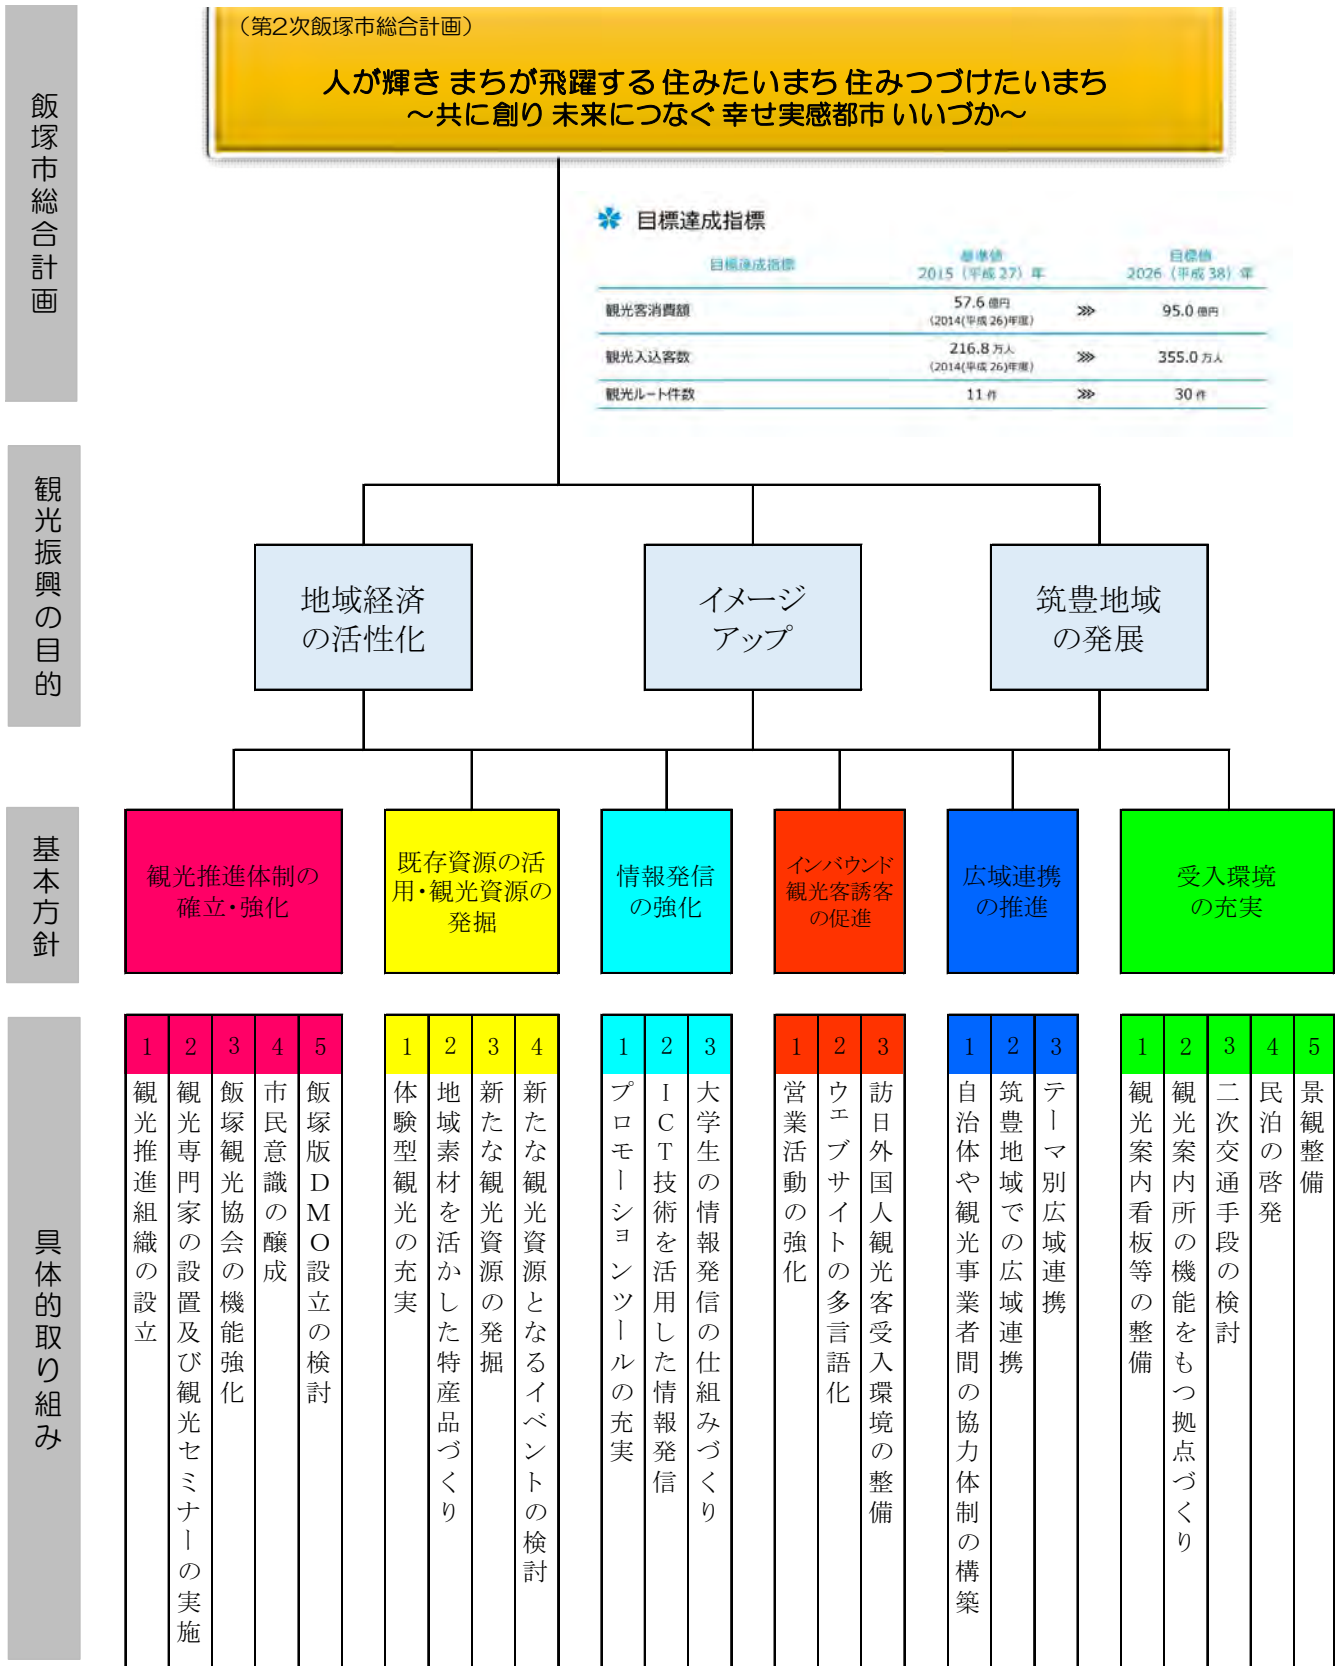 飯塚市総合計画
(第2次飯塚市総合計画)
人が輝き まちが飛躍する 住みたいまち 住みつづけたいまち
～共に創り 未来につなぐ 幸せ実感都市 いいづか～
目標達成指標
目標達成指標
基準値
2015（平成 27）年
目標値
2026（平成 38）年
観光客消費額
57.6 億円
（2014(平成 26)年度）
>>>
95.0 億円
観光入込客数
216.8 万人
（2014(平成 26)年度）
>>>
355.0 万人
観光ルート件数
11 件
>>>
30 件
観光振興の目的
地域経済
の活性化
イメージ
アップ
筑豊地域
の発展
基本方針
観光推進体制の
確立・強化
既存資源の活
用・観光資源の
発掘
情報発信
の強化
インバウンド
観光客誘客
の促進
広域連携
の推進
受入環境
の充実
具体的取り組み
1
観光推進組織の設立
2
観光専門家の設置及び観光セミナーの実施
3
飯塚観光協会の機能強化
4
市民意識の醸成
5
飯塚版DMO設立の検討
1
体験型観光の充実
2
地域素材を活かした特産品づくり
3
新たな観光資源の発掘
4
新たな観光資源となるイベントの検討
1
プロモーションツールの充実
2
ICT技術を活用した情報発信
3
大学生の情報発信の仕組みづくり
1
営業活動の強化
2
ウェブサイトの多言語化
3
訪日外国人観光客受入環境の整備
1
自治体や観光事業者間の協力体制の構築
2
筑豊地域での広域連携
3
テーマ別広域連携
1
観光案内看板等の整備
2
観光案内所の機能をもつ拠点づくり
3
二次交通手段の検討
4
民泊の啓発
5
景観整備